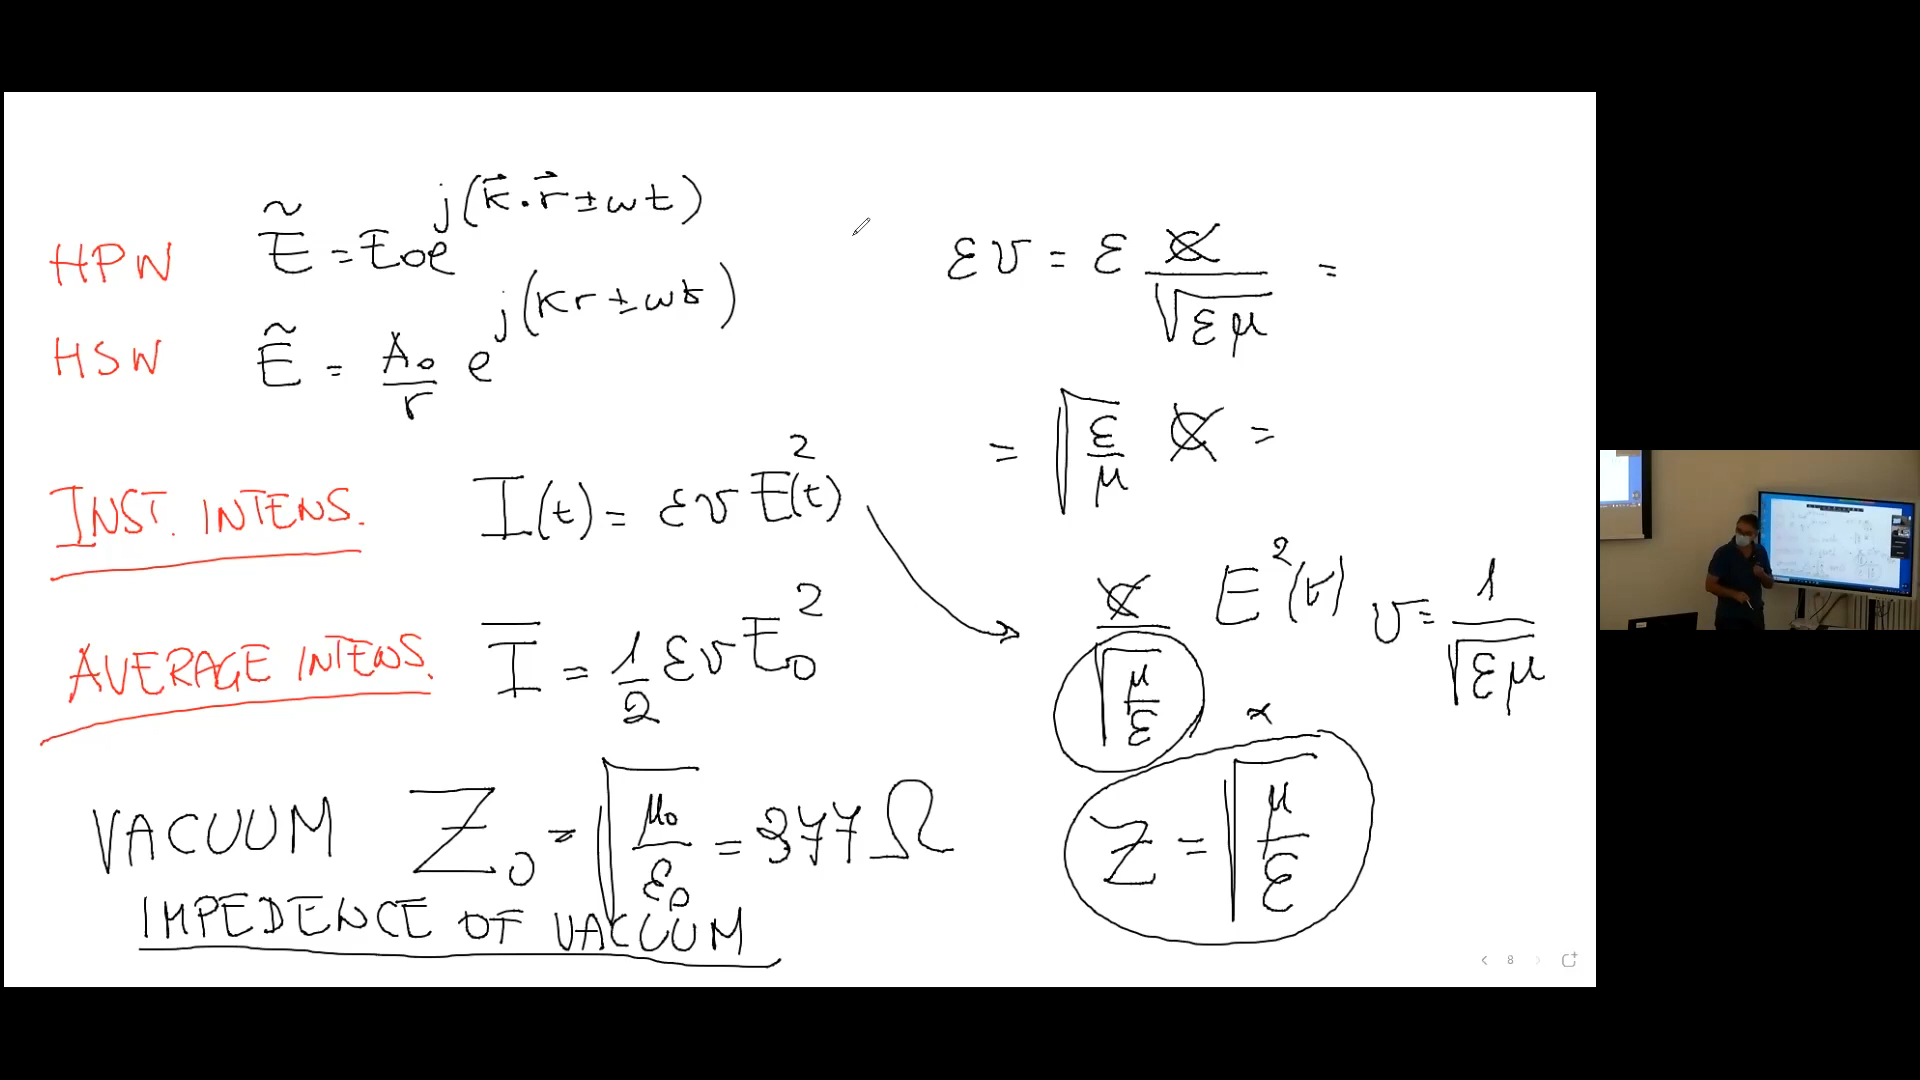 HPW Ẽ = E₀e^{j(k⃗·r⃗ ± ωt)}
HSW Ẽ = A₀/r e^{j(kr ± ωt)}
INST. INTENS. I(t) = εv E²(t)
AVERAGE INTENS. Ī = 1/2 εv E₀²
VACUUM Z₀ = √(μ₀/ε₀) = 377 Ω
IMPEDENCE OF VACUUM
εv = ε c/√(εμ) =
= √(ε/μ) c =
c/√(μ/ε) E²(t) v = 1/√(εμ)
Z = √(μ/ε)
8